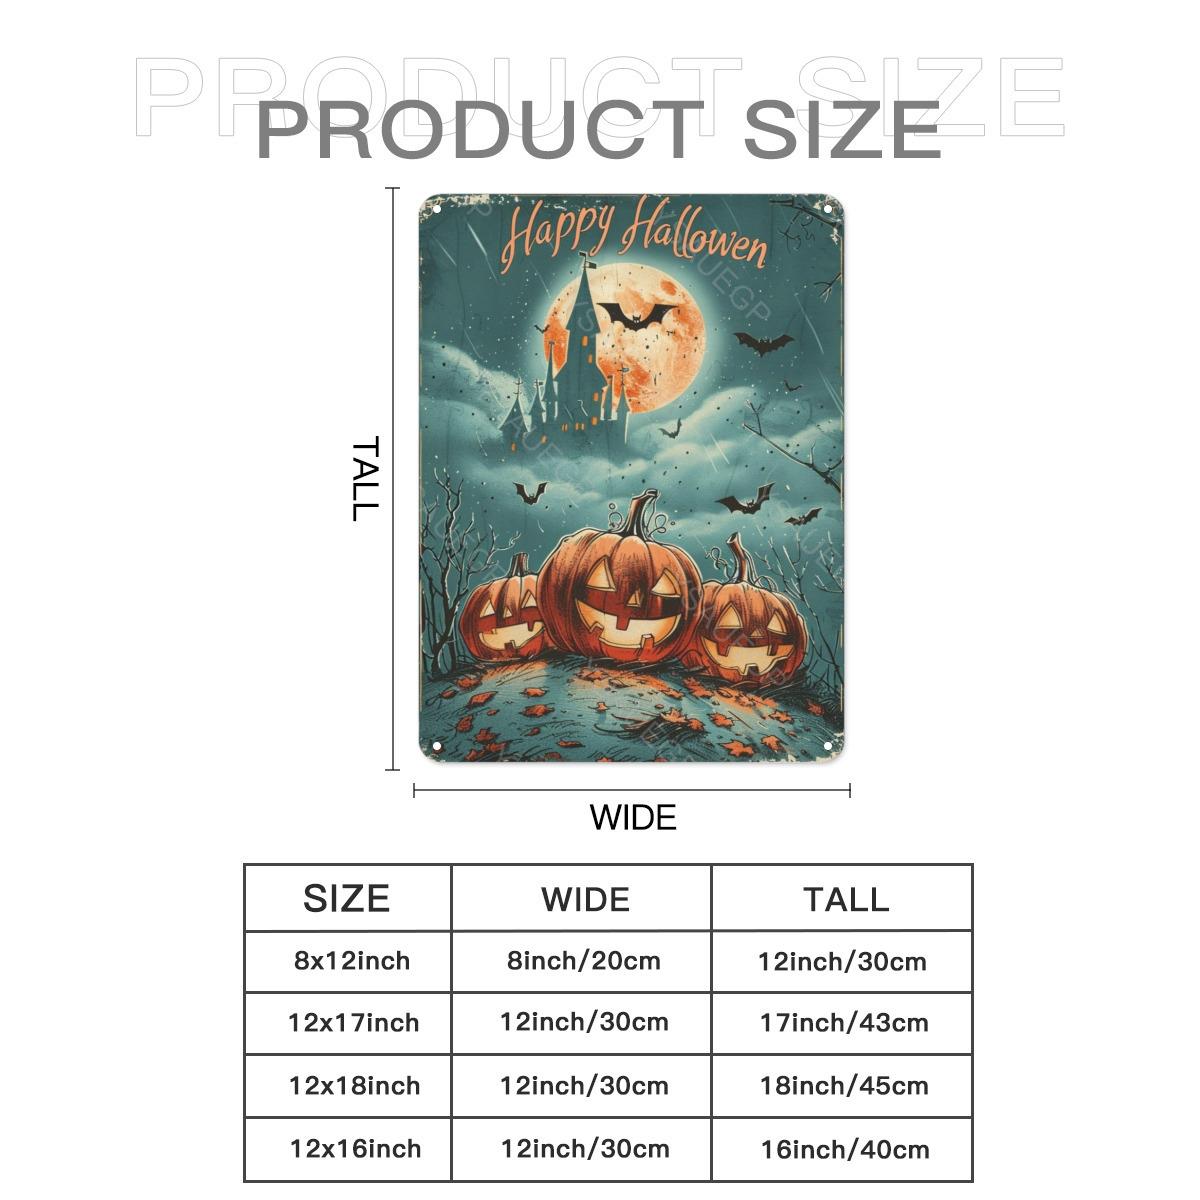 PRODUCT SIZE
PRODUCT SIZE
Happy Hallowen
TALL
WIDE
SIZE WIDE TALL
8x12inch 8inch/20cm 12inch/30cm
12x17inch 12inch/30cm 17inch/43cm
12x18inch 12inch/30cm 18inch/45cm
12x16inch 12inch/30cm 16inch/40cm